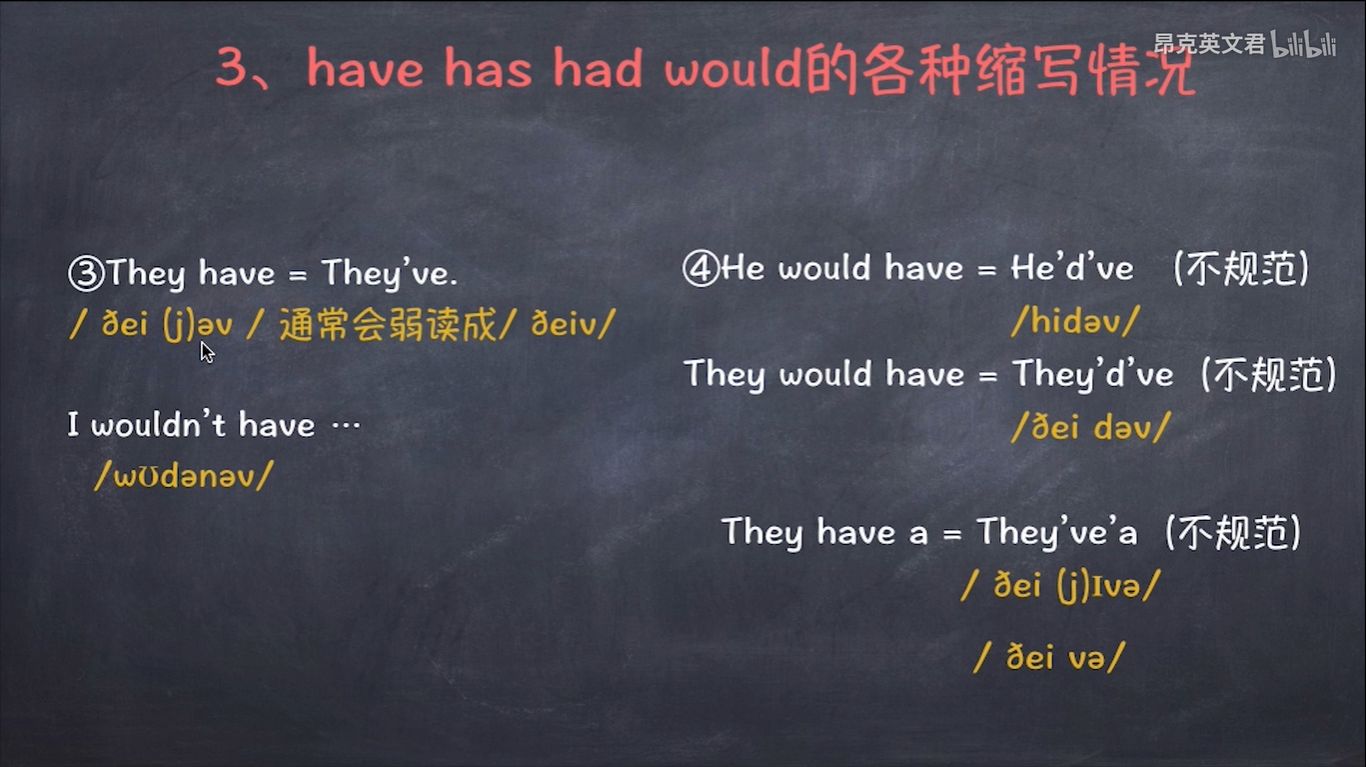 昂克英文君 bilibili
3、have has had would的各种缩写情况
③They have = They've.
/ ðei (j)əv / 通常会弱读成/ ðeiv/
I wouldn't have …
/wʊdənəv/
④He would have = He'd've （不规范）
/hidəv/
They would have = They'd've（不规范）
/ðei dəv/
They have a = They've'a（不规范）
/ ðei (j)ɪvə/
/ ðei və/